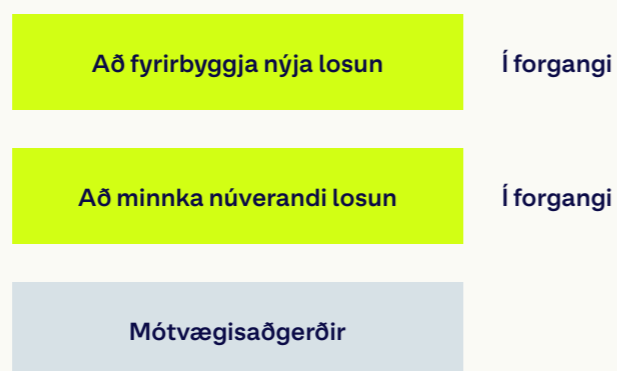 Að fyrirbyggja nýja losun Í forgangi
Að minnka núverandi losun Í forgangi
Mótvægisaðgerðir